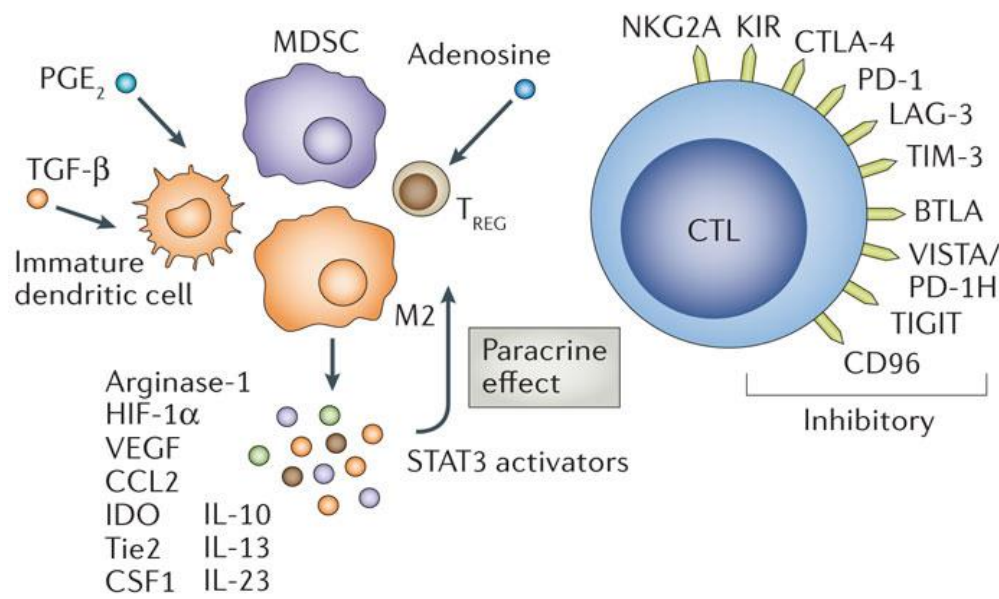 MDSC
PGE2
Adenosine
TGF-β
TREG
Immature
dendritic cell
M2
Paracrine
effect
Arginase-1
HIF-1α
VEGF
CCL2
IDO IL-10
Tie2 IL-13
CSF1 IL-23
STAT3 activators
NKG2A KIR
CTLA-4
PD-1
LAG-3
TIM-3
CTL
BTLA
VISTA/
PD-1H
TIGIT
CD96
Inhibitory